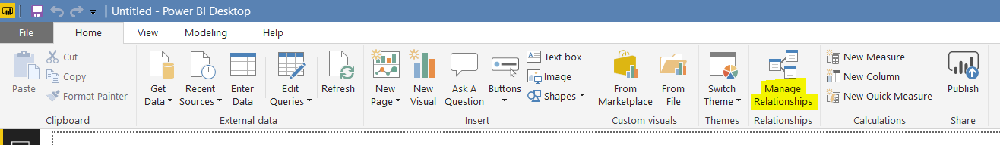 Untitled - Power BI Desktop
File Home View Modeling Help
Paste
Cut
Copy
Format Painter
Clipboard
Get
Data
Recent
Sources
Enter
Data
Edit
Queries
Refresh
External data
New
Page
New
Visual
Ask A
Question
Buttons
Text box
Image
Shapes
Insert
From
Marketplace
From
File
Custom visuals
Switch
Theme
Themes
Manage
Relationships
Relationships
New Measure
New Column
New Quick Measure
Calculations
Publish
Share